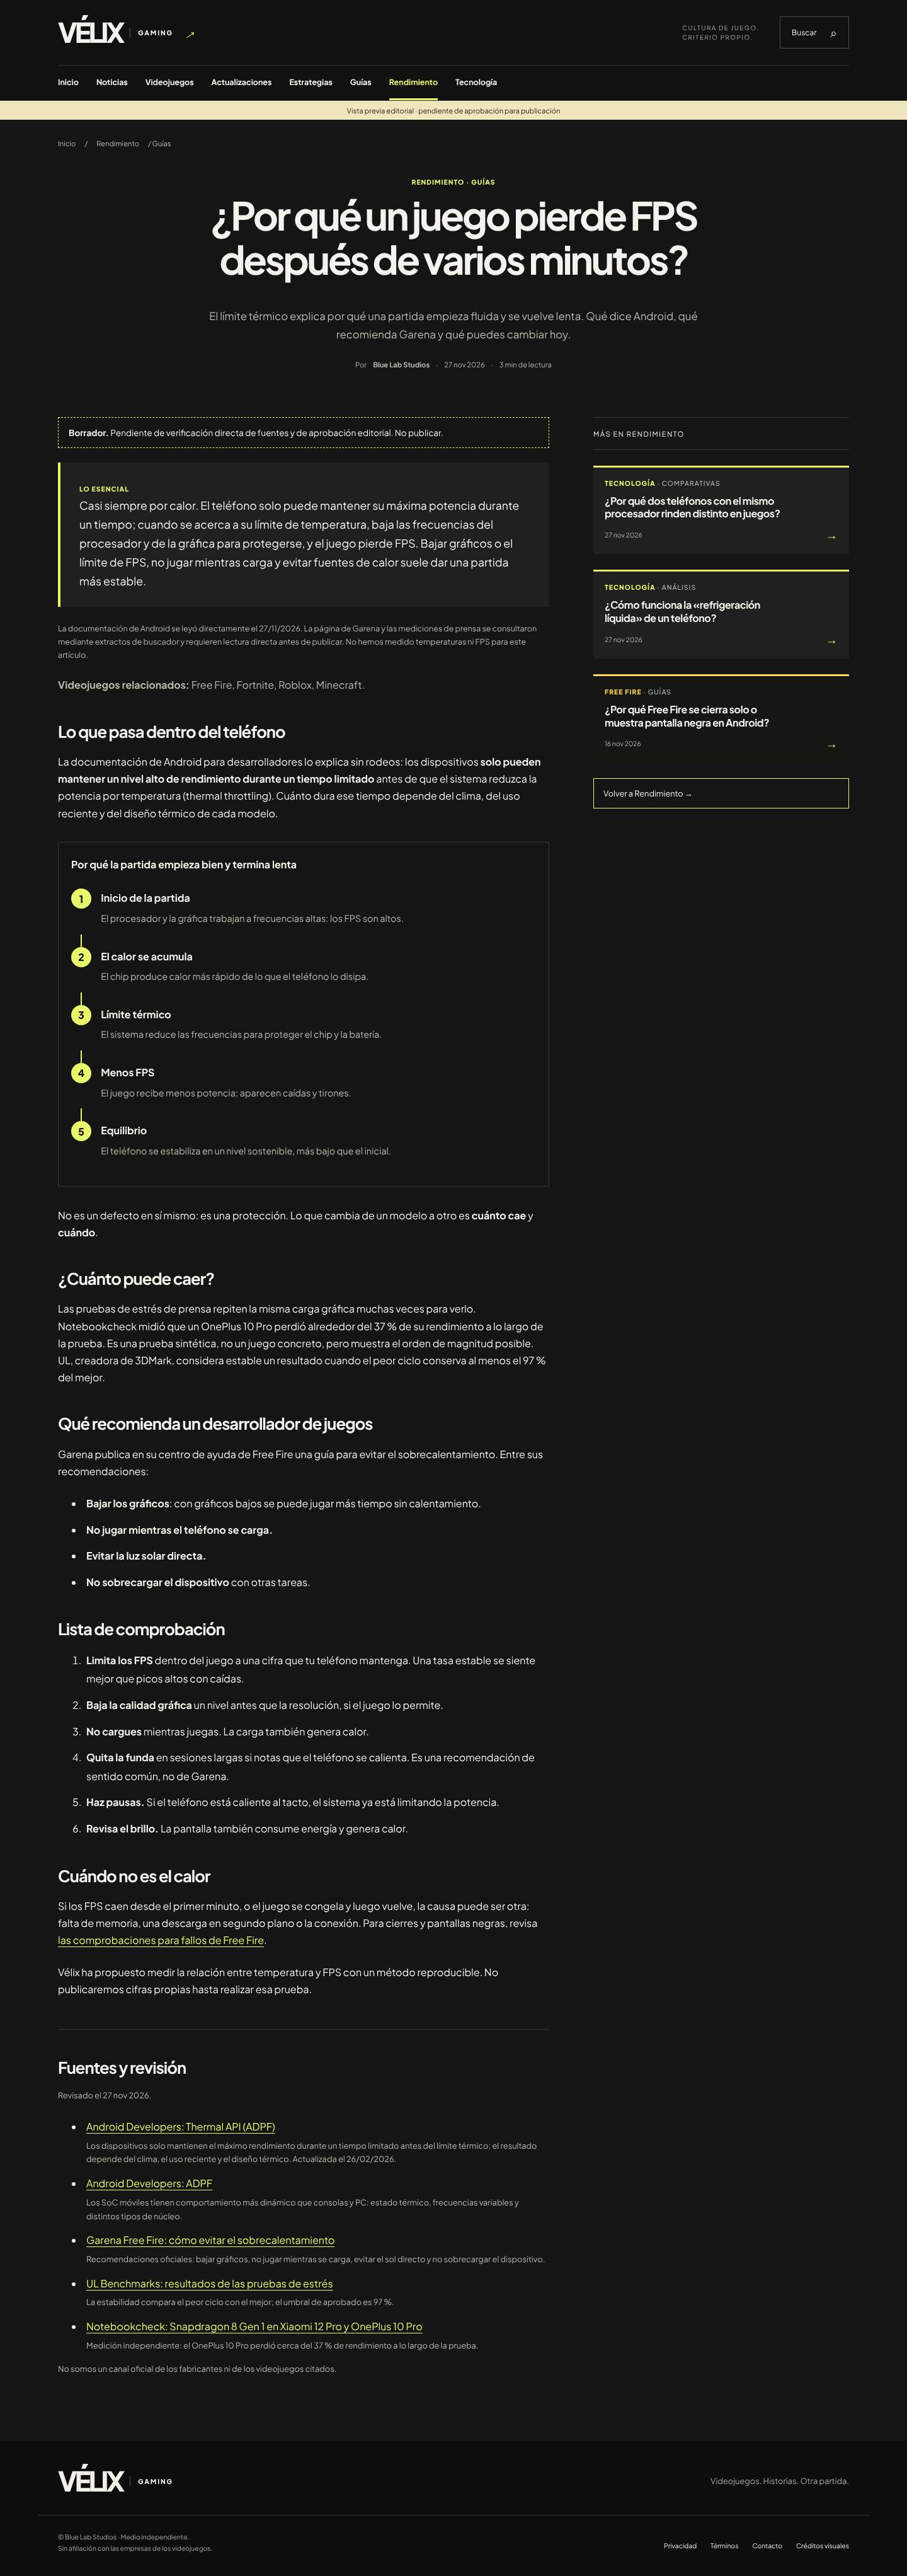 VÉLIX GAMING
CULTURA DE JUEGO.
CRITERIO PROPIO.
Buscar
Inicio Noticias Videojuegos Actualizaciones Estrategias Guías Rendimiento Tecnología
Vista previa editorial · pendiente de aprobación para publicación
Inicio / Rendimiento / Guías
RENDIMIENTO · GUÍAS
¿Por qué un juego pierde FPS
después de varios minutos?
El límite térmico explica por qué una partida empieza fluida y se vuelve lenta. Qué dice Android, qué
recomienda Garena y qué puedes cambiar hoy.
Por Blue Lab Studios · 27 nov 2026 · 3 min de lectura
Borrador. Pendiente de verificación directa de fuentes y de aprobación editorial. No publicar.
LO ESENCIAL
Casi siempre por calor. El teléfono solo puede mantener su máxima potencia durante
un tiempo; cuando se acerca a su límite de temperatura, baja las frecuencias del
procesador y de la gráfica para protegerse, y el juego pierde FPS. Bajar gráficos o el
límite de FPS, no jugar mientras carga y evitar fuentes de calor suele dar una partida
más estable.
La documentación de Android se leyó directamente el 27/11/2026. La página de Garena y las mediciones de prensa se consultaron
mediante extractos de buscador y requieren lectura directa antes de publicar. No hemos medido temperaturas ni FPS para este
artículo.
Videojuegos relacionados: Free Fire, Fortnite, Roblox, Minecraft.
Lo que pasa dentro del teléfono
La documentación de Android para desarrolladores lo explica sin rodeos: los dispositivos solo pueden
mantener un nivel alto de rendimiento durante un tiempo limitado antes de que el sistema reduzca la
potencia por temperatura (thermal throttling). Cuánto dura ese tiempo depende del clima, del uso
reciente y del diseño térmico de cada modelo.
Por qué la partida empieza bien y termina lenta
1 Inicio de la partida
El procesador y la gráfica trabajan a frecuencias altas: los FPS son altos.
2 El calor se acumula
El chip produce calor más rápido de lo que el teléfono lo disipa.
3 Límite térmico
El sistema reduce las frecuencias para proteger el chip y la batería.
4 Menos FPS
El juego recibe menos potencia; aparecen caídas y tirones.
5 Equilibrio
El teléfono se estabiliza en un nivel sostenible, más bajo que el inicial.
No es un defecto en sí mismo: es una protección. Lo que cambia de un modelo a otro es cuánto cae y
cuándo.
¿Cuánto puede caer?
Las pruebas de estrés de prensa repiten la misma carga gráfica muchas veces para verlo.
Notebookcheck midió que un OnePlus 10 Pro perdió alrededor del 37 % de su rendimiento a lo largo de
la prueba. Es una prueba sintética, no un juego concreto, pero muestra el orden de magnitud posible.
UL, creadora de 3DMark, considera estable un resultado cuando el peor ciclo conserva al menos el 97 %
del mejor.
Qué recomienda un desarrollador de juegos
Garena publica en su centro de ayuda de Free Fire una guía para evitar el sobrecalentamiento. Entre sus
recomendaciones:
• Bajar los gráficos: con gráficos bajos se puede jugar más tiempo sin calentamiento.
• No jugar mientras el teléfono se carga.
• Evitar la luz solar directa.
• No sobrecargar el dispositivo con otras tareas.
Lista de comprobación
1. Limita los FPS dentro del juego a una cifra que tu teléfono mantenga. Una tasa estable se siente
mejor que picos altos con caídas.
2. Baja la calidad gráfica un nivel antes que la resolución, si el juego lo permite.
3. No cargues mientras juegas. La carga también genera calor.
4. Quita la funda en sesiones largas si notas que el teléfono se calienta. Es una recomendación de
sentido común, no de Garena.
5. Haz pausas. Si el teléfono está caliente al tacto, el sistema ya está limitando la potencia.
6. Revisa el brillo. La pantalla también consume energía y genera calor.
Cuándo no es el calor
Si los FPS caen desde el primer minuto, o el juego se congela y luego vuelve, la causa puede ser otra:
falta de memoria, una descarga en segundo plano o la conexión. Para cierres y pantallas negras, revisa
las comprobaciones para fallos de Free Fire.
Vélix ha propuesto medir la relación entre temperatura y FPS con un método reproducible. No
publicaremos cifras propias hasta realizar esa prueba.
Fuentes y revisión
Revisado el 27 nov 2026.
• Android Developers: Thermal API (ADPF)
Los dispositivos solo mantienen el máximo rendimiento durante un tiempo limitado antes del límite térmico; el resultado
depende del clima, el uso reciente y el diseño térmico. Actualizada el 26/02/2026.
• Android Developers: ADPF
Los SoC móviles tienen comportamiento más dinámico que consolas y PC: estado térmico, frecuencias variables y
distintos tipos de núcleo.
• Garena Free Fire: cómo evitar el sobrecalentamiento
Recomendaciones oficiales: bajar gráficos, no jugar mientras se carga, evitar el sol directo y no sobrecargar el dispositivo.
• UL Benchmarks: resultados de las pruebas de estrés
La estabilidad compara el peor ciclo con el mejor; el umbral de aprobado es 97 %.
• Notebookcheck: Snapdragon 8 Gen 1 en Xiaomi 12 Pro y OnePlus 10 Pro
Medición independiente: el OnePlus 10 Pro perdió cerca del 37 % de rendimiento a lo largo de la prueba.
No somos un canal oficial de los fabricantes ni de los videojuegos citados.
MÁS EN RENDIMIENTO
TECNOLOGÍA · COMPARATIVAS
¿Por qué dos teléfonos con el mismo
procesador rinden distinto en juegos?
27 nov 2026 →
TECNOLOGÍA · ANÁLISIS
¿Cómo funciona la «refrigeración
líquida» de un teléfono?
27 nov 2026 →
FREE FIRE · GUÍAS
¿Por qué Free Fire se cierra solo o
muestra pantalla negra en Android?
16 nov 2026 →
Volver a Rendimiento →
VÉLIX GAMING
Videojuegos. Historias. Otra partida.
© Blue Lab Studios · Medio independiente.
Sin afiliación con las empresas de los videojuegos.
Privacidad Términos Contacto Créditos visuales